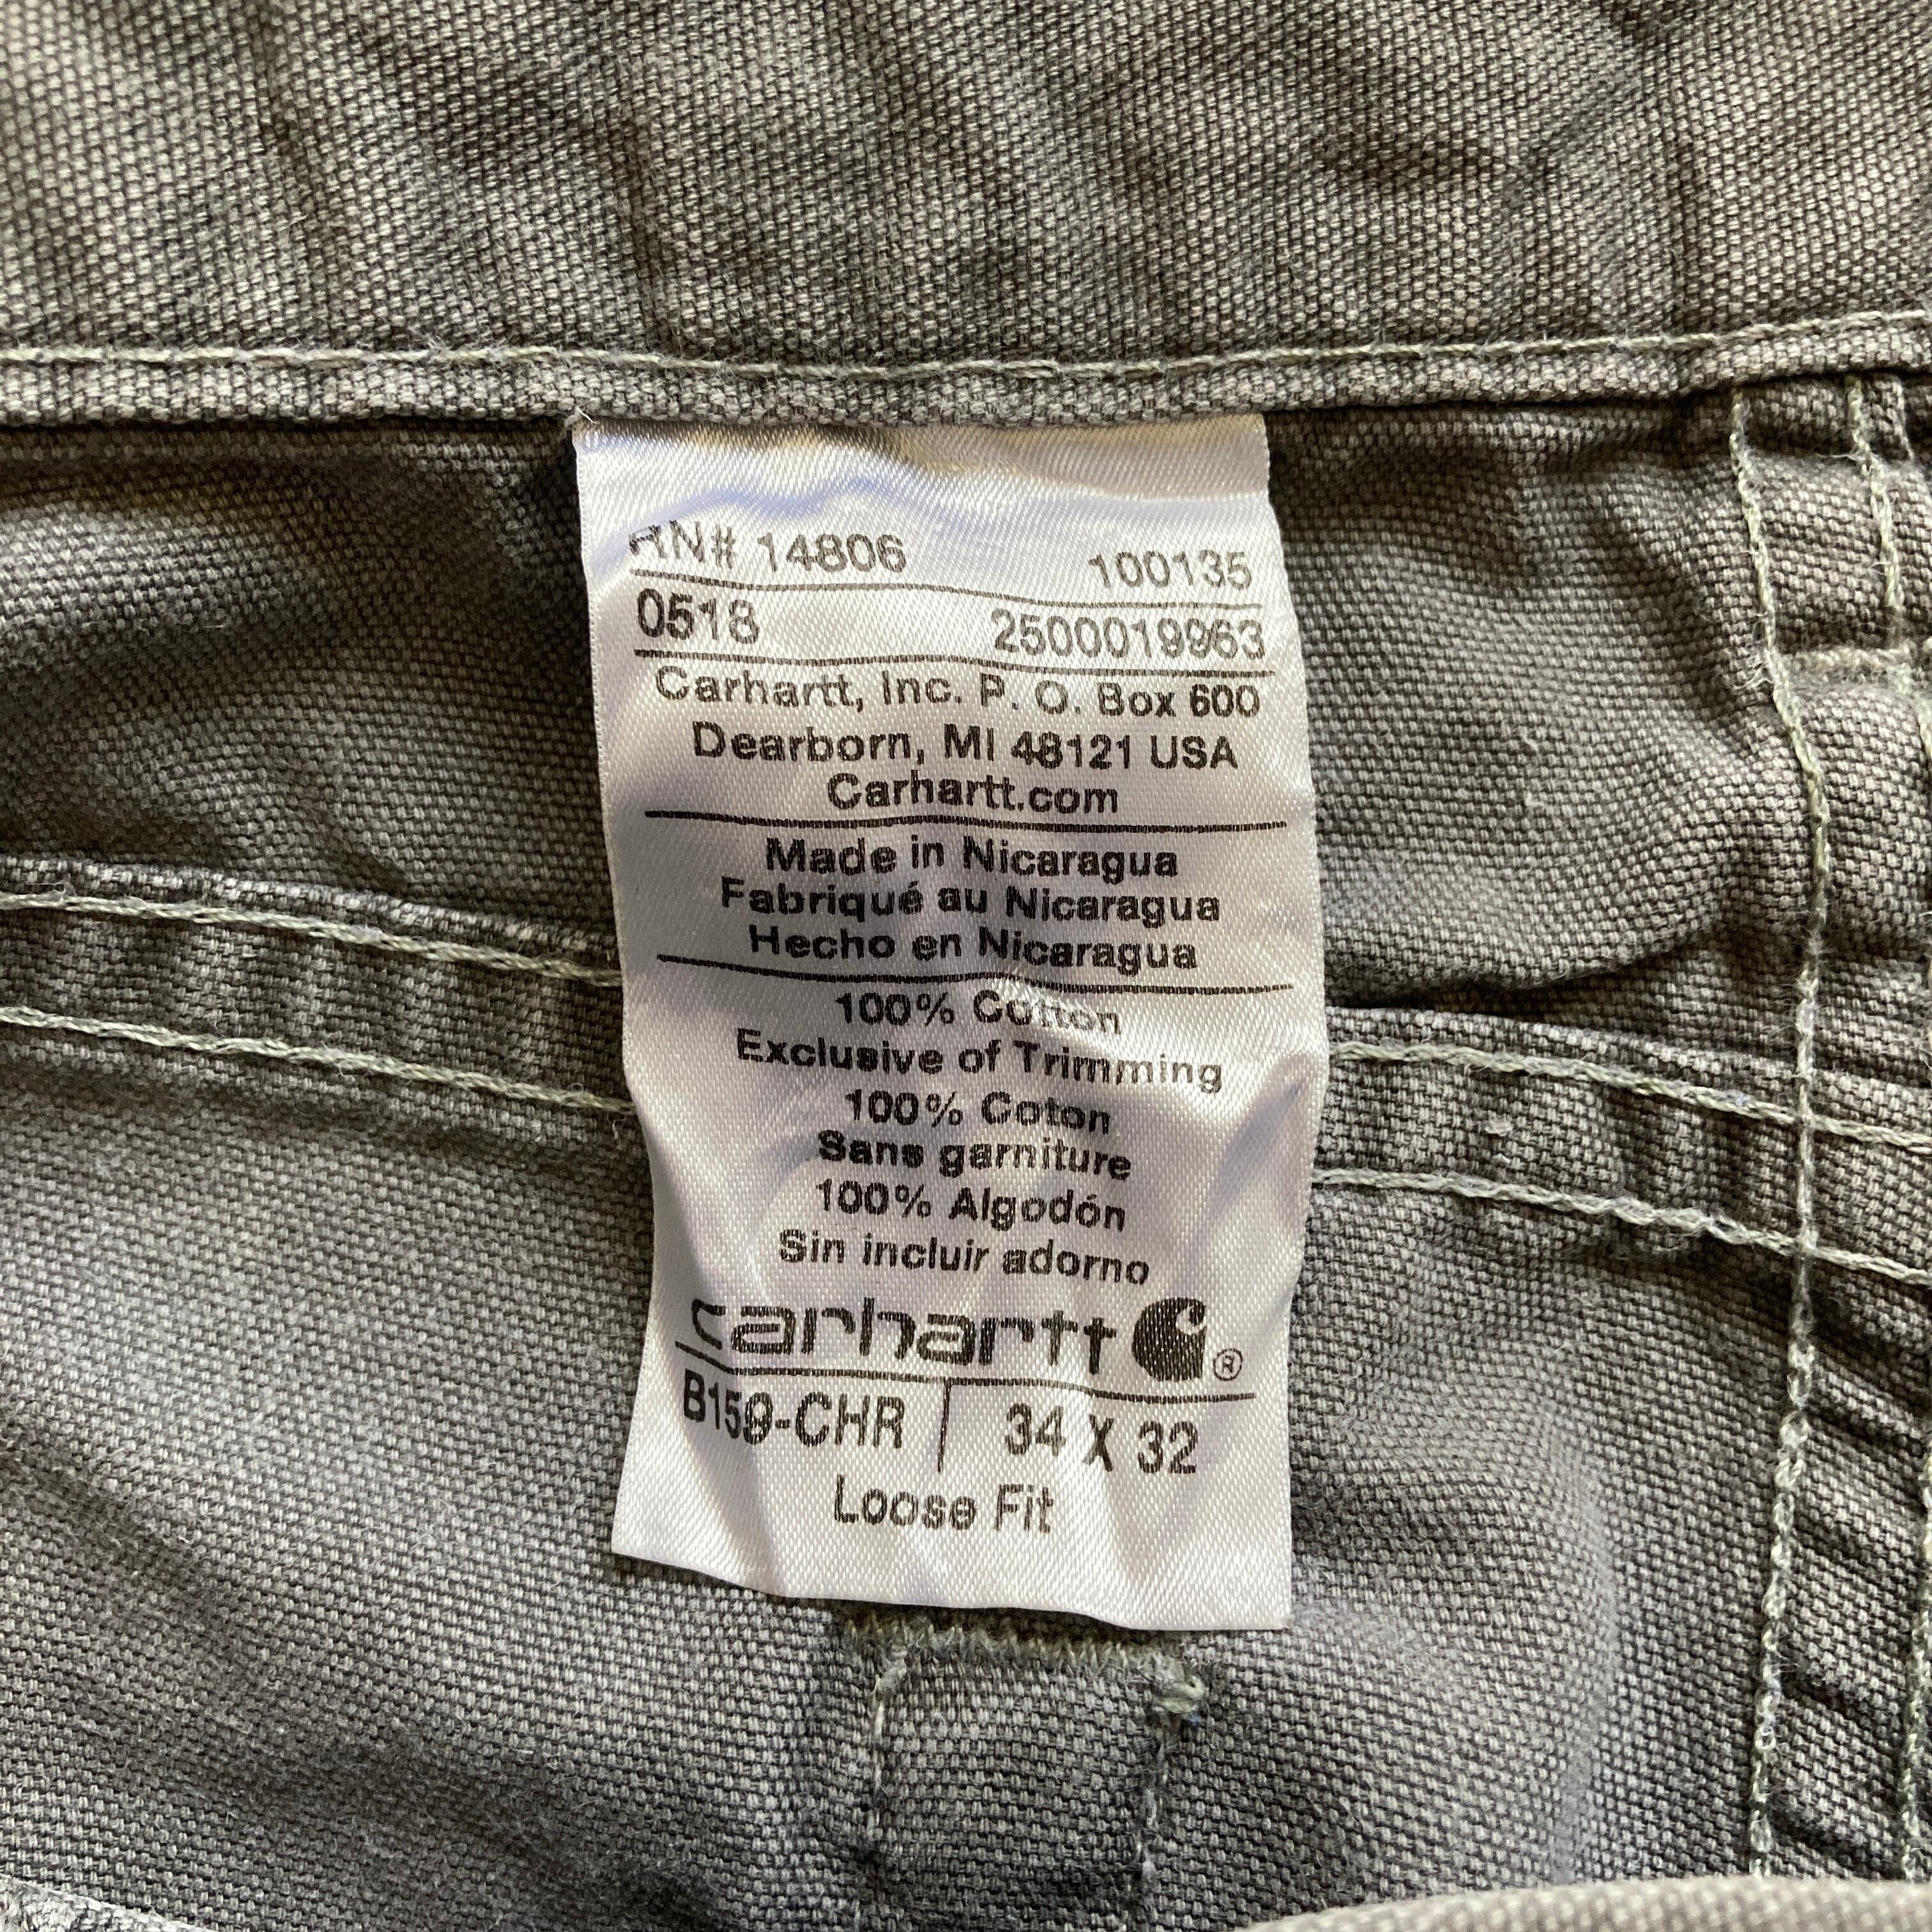 RN# 14806 100135
0518 2500019963
Carhartt, Inc. P. O. Box 600
Dearborn, MI 48121 USA
Carhartt.com
Made in Nicaragua
Fabriqué au Nicaragua
Hecho en Nicaragua
100% Cotton
Exclusive of Trimming
100% Coton
Sans garniture
100% Algodón
Sin incluir adorno
carhartt ®
B159-CHR | 34 X 32
Loose Fit